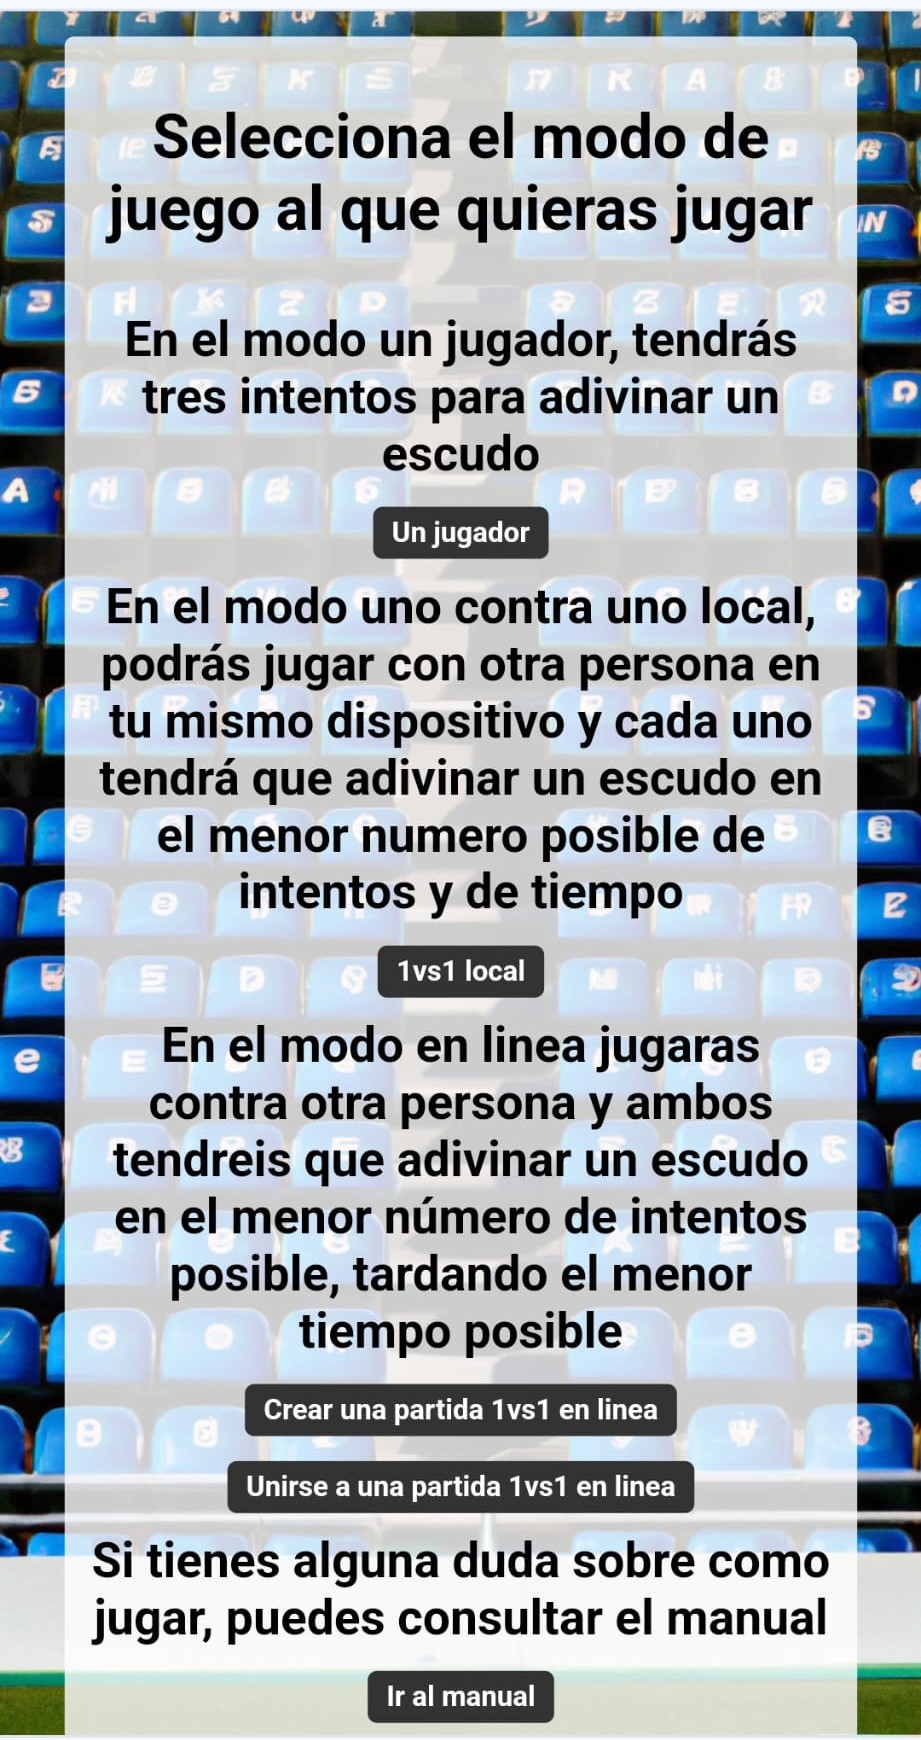 Selecciona el modo de
juego al que quieras jugar
En el modo un jugador, tendrás
tres intentos para adivinar un
escudo
Un jugador
En el modo uno contra uno local,
podrás jugar con otra persona en
tu mismo dispositivo y cada uno
tendrá que adivinar un escudo en
el menor numero posible de
intentos y de tiempo
1vs1 local
En el modo en linea jugaras
contra otra persona y ambos
tendreis que adivinar un escudo
en el menor número de intentos
posible, tardando el menor
tiempo posible
Crear una partida 1vs1 en linea
Unirse a una partida 1vs1 en linea
Si tienes alguna duda sobre como
jugar, puedes consultar el manual
Ir al manual